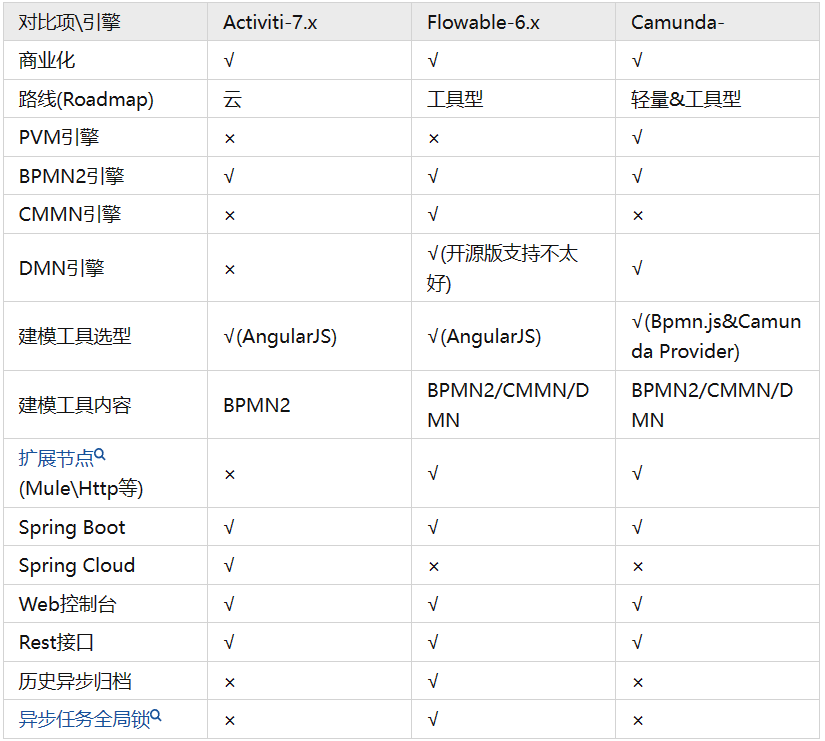 对比项\引擎 Activiti-7.x Flowable-6.x Camunda-
商业化 √ √ √
路线(Roadmap) 云 工具型 轻量&工具型
PVM引擎 × × √
BPMN2引擎 √ √ √
CMMN引擎 × √ ×
DMN引擎 × √(开源版支持不太
好) √
建模工具选型 √(AngularJS) √(AngularJS) √(Bpmn.js&Camun
da Provider)
建模工具内容 BPMN2 BPMN2/CMMN/D
MN BPMN2/CMMN/D
MN
扩展节点
(Mule\Http等) × √ √
Spring Boot √ √ √
Spring Cloud √ × ×
Web控制台 √ √ √
Rest接口 √ √ √
历史异步归档 × √ ×
异步任务全局锁 × √ ×